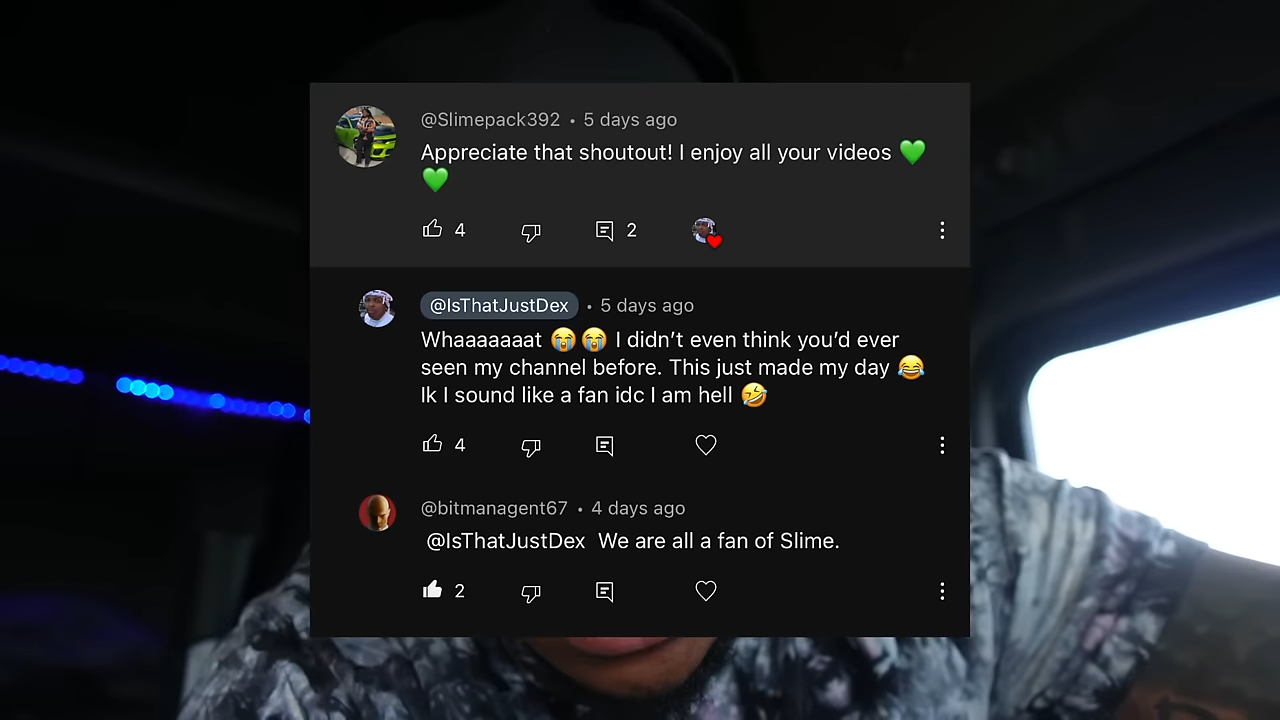 @Slimepack392 • 5 days ago
Appreciate that shoutout! I enjoy all your videos 💚
💚
4
2
@IsThatJustDex • 5 days ago
Whaaaaaaat 😭😭 I didn’t even think you’d ever
seen my channel before. This just made my day 😂
Ik I sound like a fan idc I am hell 🤣
4
@bitmanagent67 • 4 days ago
@IsThatJustDex We are all a fan of Slime.
2